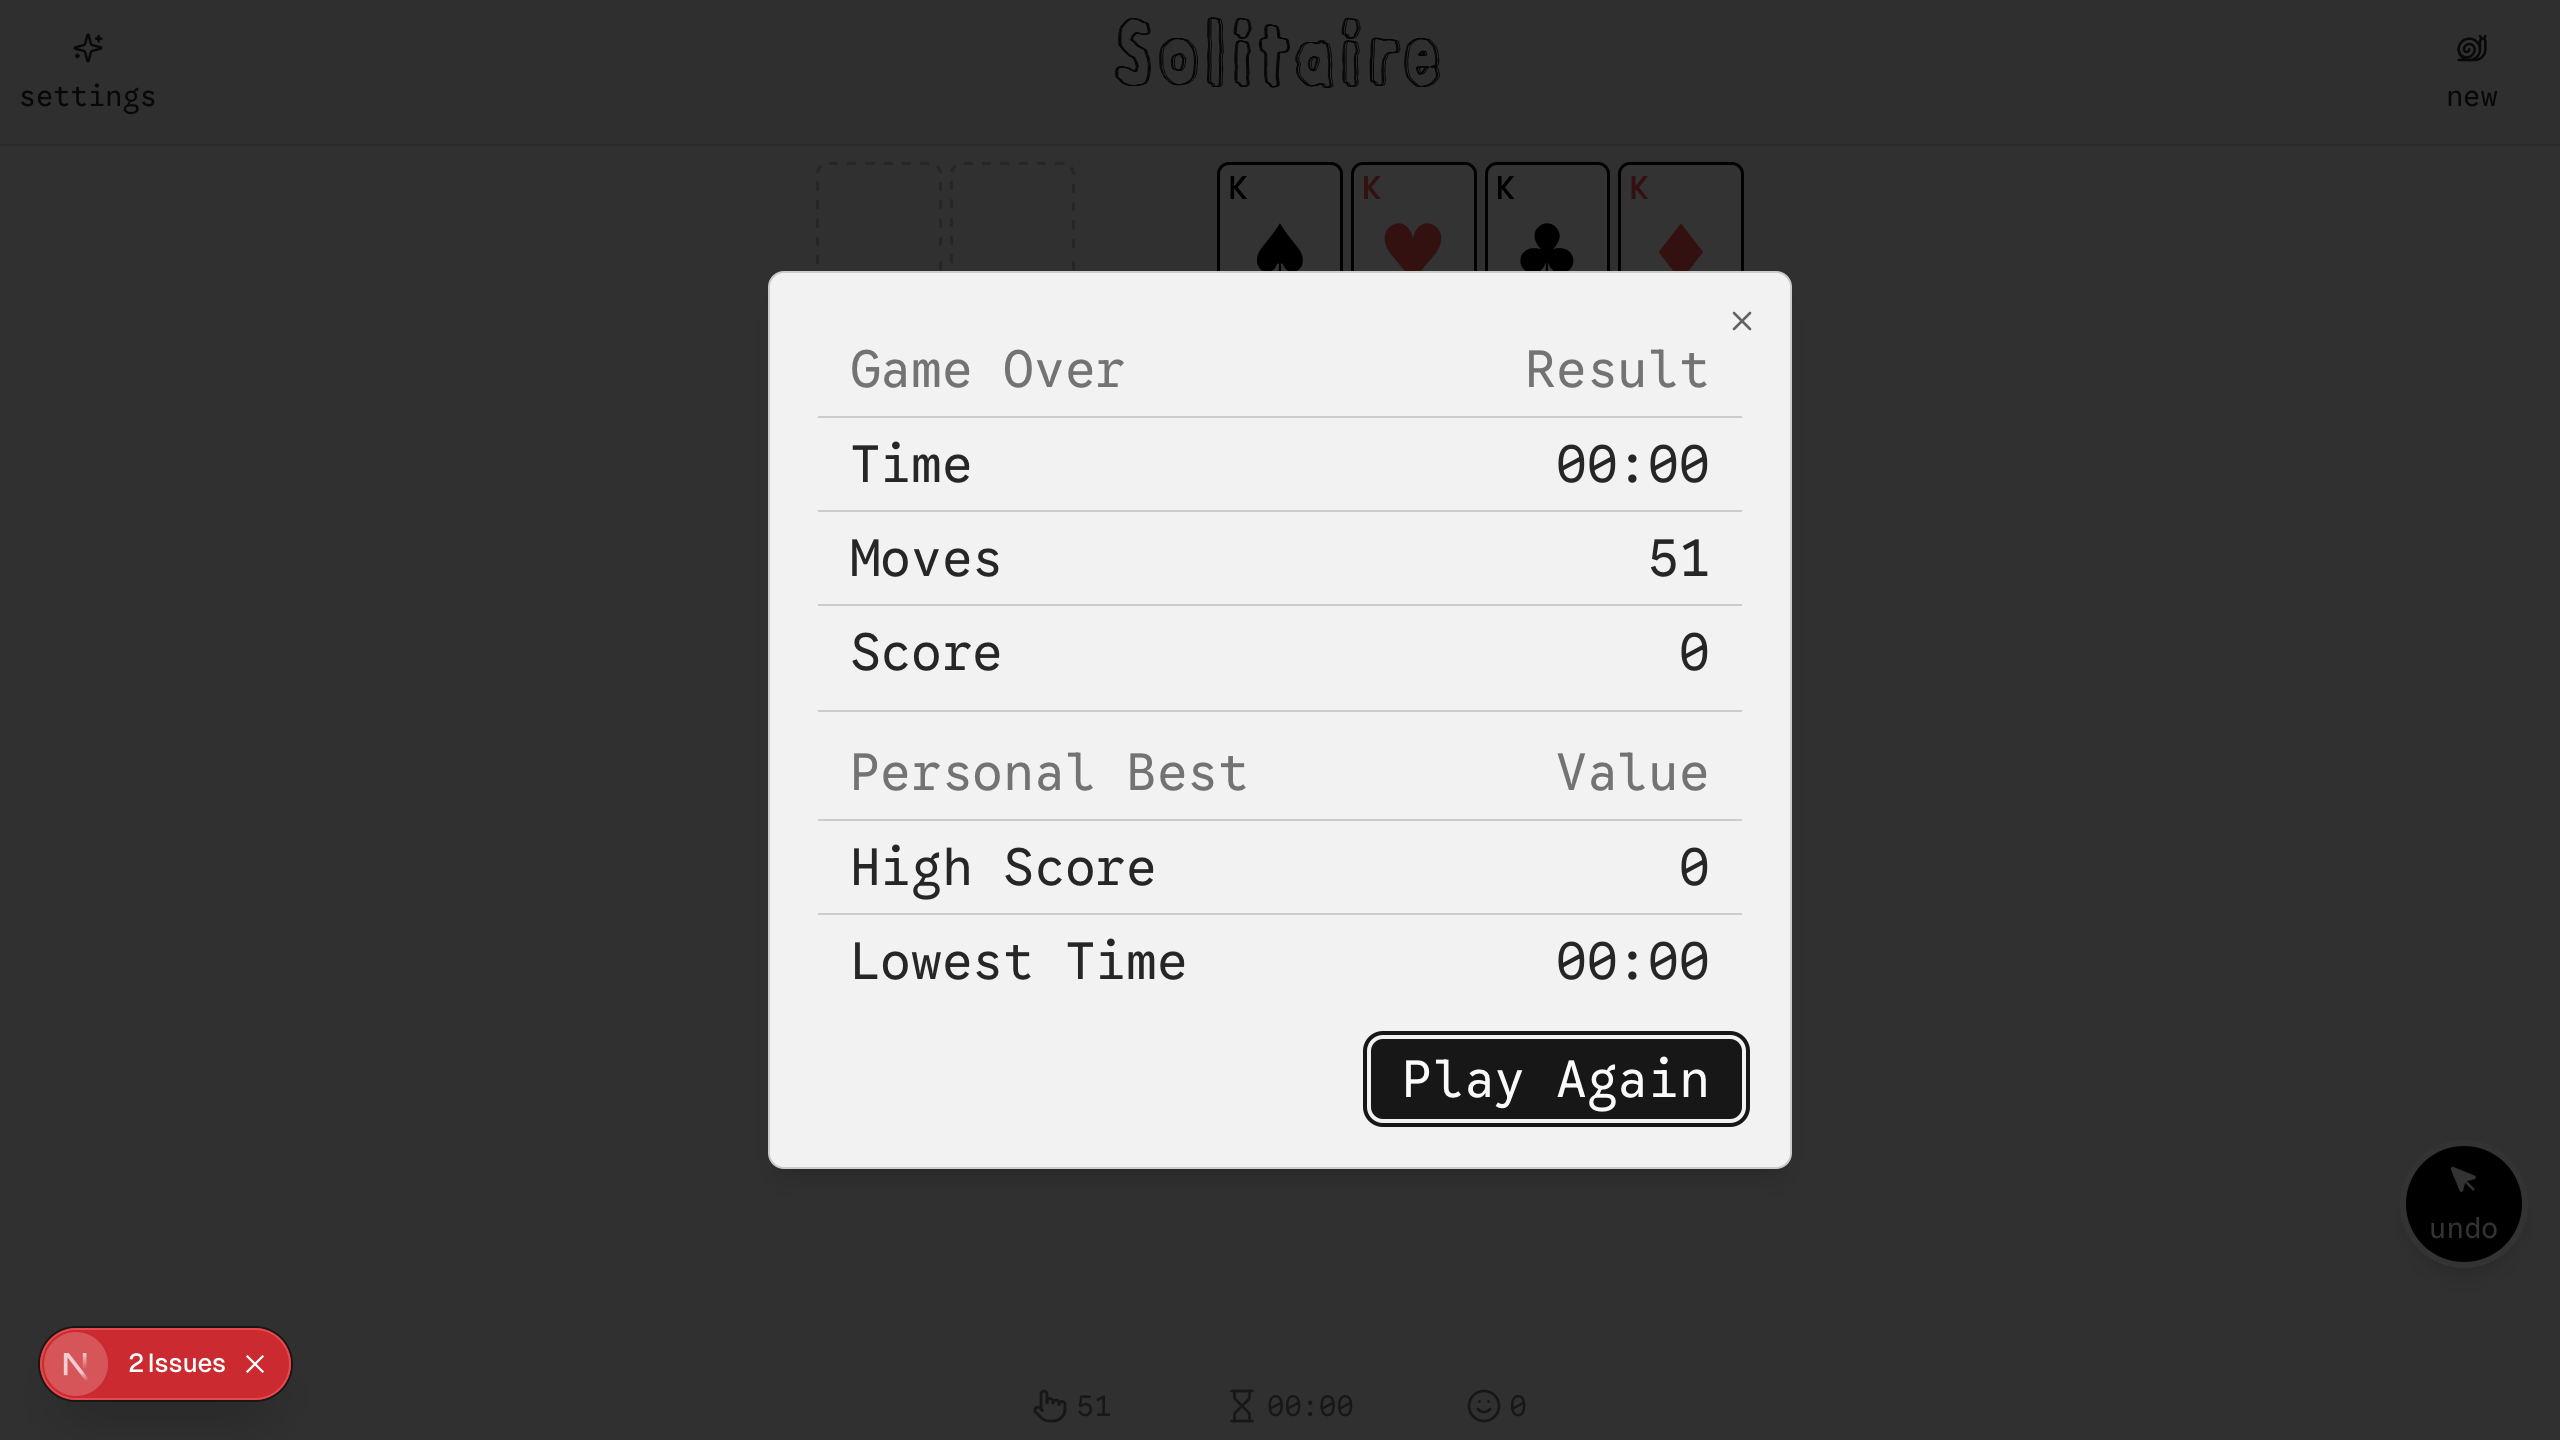 Solitaire
settings
new
K K K K
Game Over Result
Time 00:00
Moves 51
Score 0
Personal Best Value
High Score 0
Lowest Time 00:00
Play Again
undo
N 2 Issues
51 00:00 0